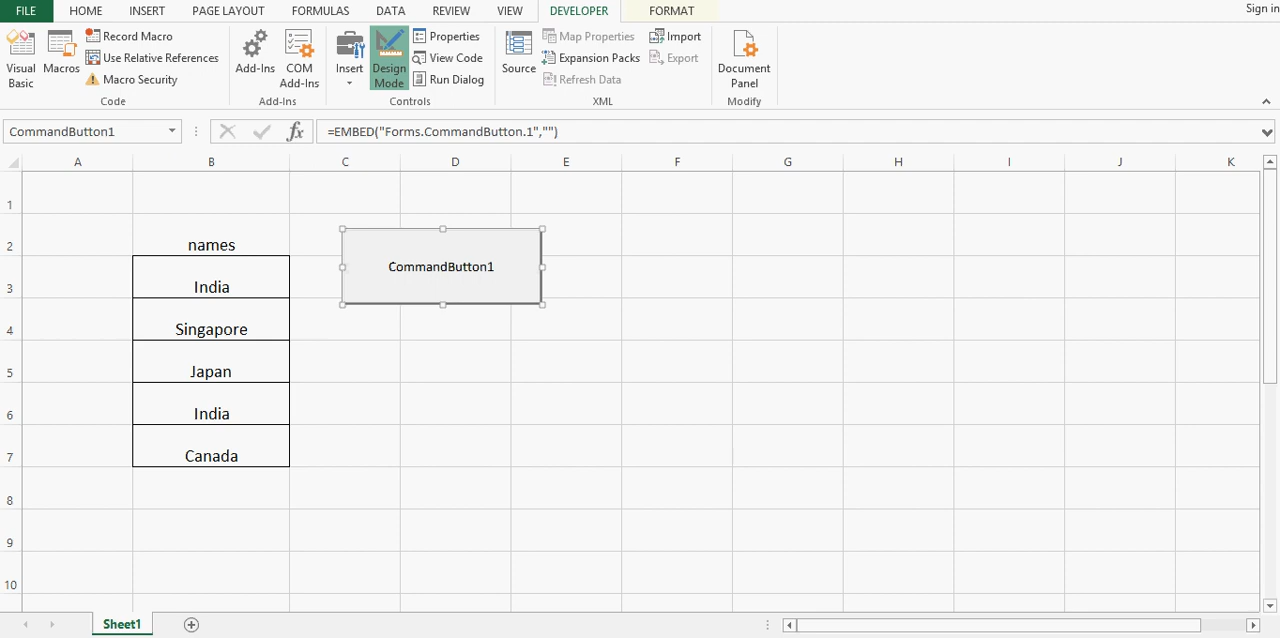 FILE HOME INSERT PAGE LAYOUT FORMULAS DATA REVIEW VIEW DEVELOPER FORMAT Sign in
Visual Basic
Macros
Record Macro
Use Relative References
Macro Security
Code
Add-Ins
COM Add-Ins
Add-Ins
Insert
Design Mode
Properties
View Code
Run Dialog
Controls
Source
Map Properties
Expansion Packs
Refresh Data
Import
Export
XML
Document Panel
Modify
CommandButton1 fx =EMBED("Forms.CommandButton.1","")
A B C D E F G H I J K
1
2 names
CommandButton1
3 India
4 Singapore
5 Japan
6 India
7 Canada
8
9
10
Sheet1